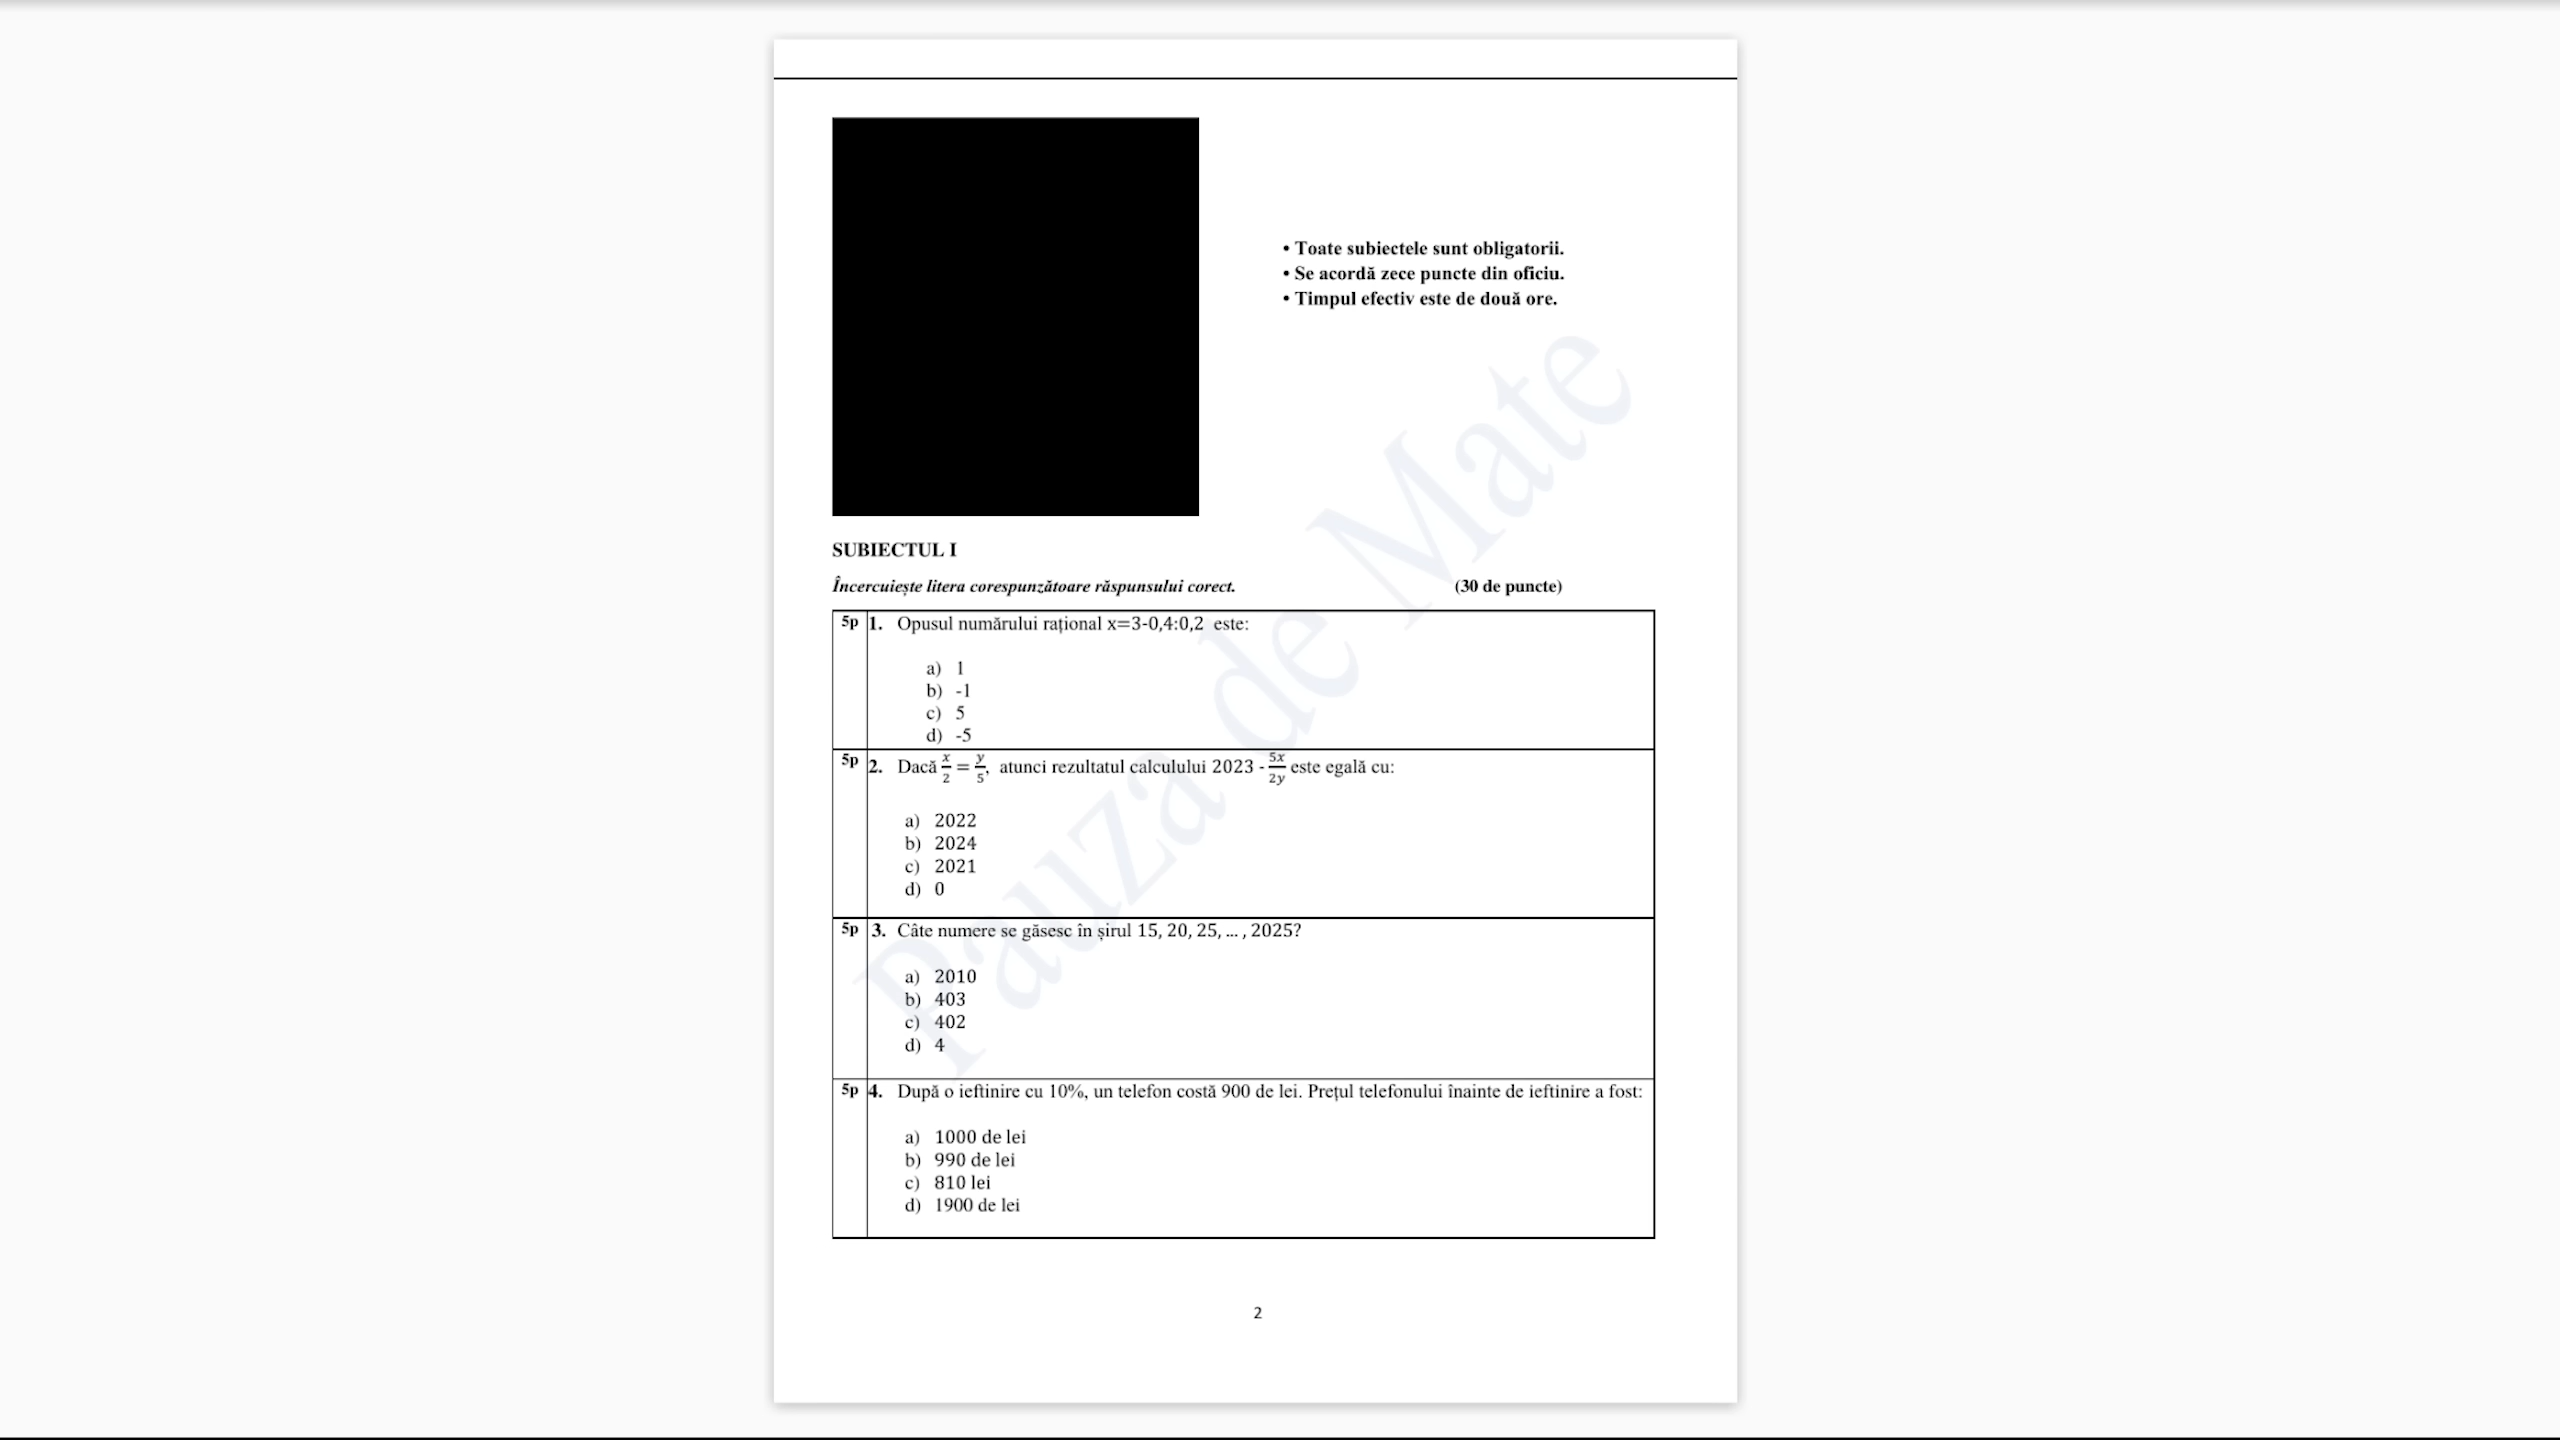 • Toate subiectele sunt obligatorii.
• Se acordă zece puncte din oficiu.
• Timpul efectiv este de două ore.
Pauza de Mate
SUBIECTUL I
Încercuiește litera corespunzătoare răspunsului corect. (30 de puncte)
5p 1. Opusul numărului rațional x=3-0,4:0,2 este:
a) 1
b) -1
c) 5
d) -5
5p 2. Dacă x/2 = y/5, atunci rezultatul calculului 2023 - 5x/2y este egală cu:
a) 2022
b) 2024
c) 2021
d) 0
5p 3. Câte numere se găsesc în șirul 15, 20, 25, ... , 2025?
a) 2010
b) 403
c) 402
d) 4
5p 4. După o ieftinire cu 10%, un telefon costă 900 de lei. Prețul telefonului înainte de ieftinire a fost:
a) 1000 de lei
b) 990 de lei
c) 810 lei
d) 1900 de lei
2